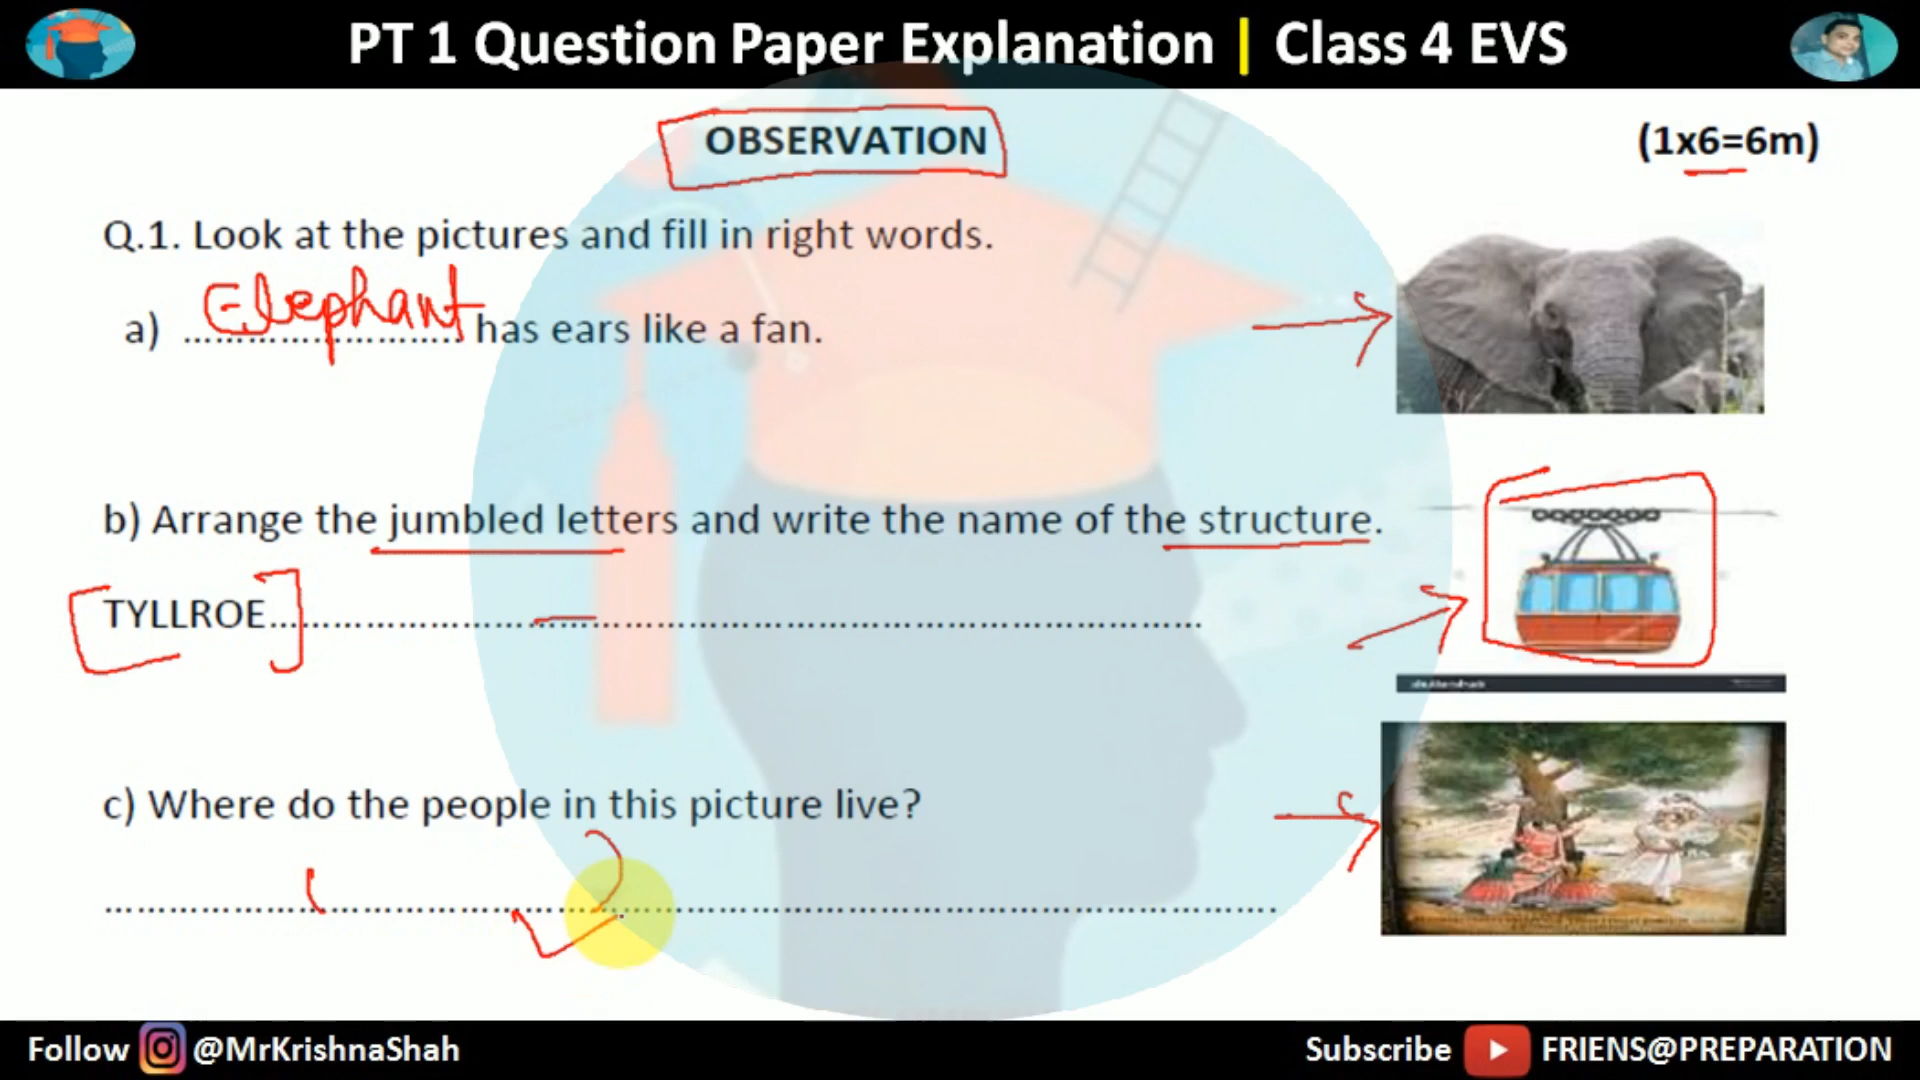 PT 1 Question Paper Explanation | Class 4 EVS
OBSERVATION
(1x6=6m)
Q.1. Look at the pictures and fill in right words.
a) Elephant has ears like a fan.
b) Arrange the jumbled letters and write the name of the structure.
TYLLROE..........................................................
c) Where do the people in this picture live?
..........................................................................
Follow @MrKrishnaShah
Subscribe FRIENS@PREPARATION